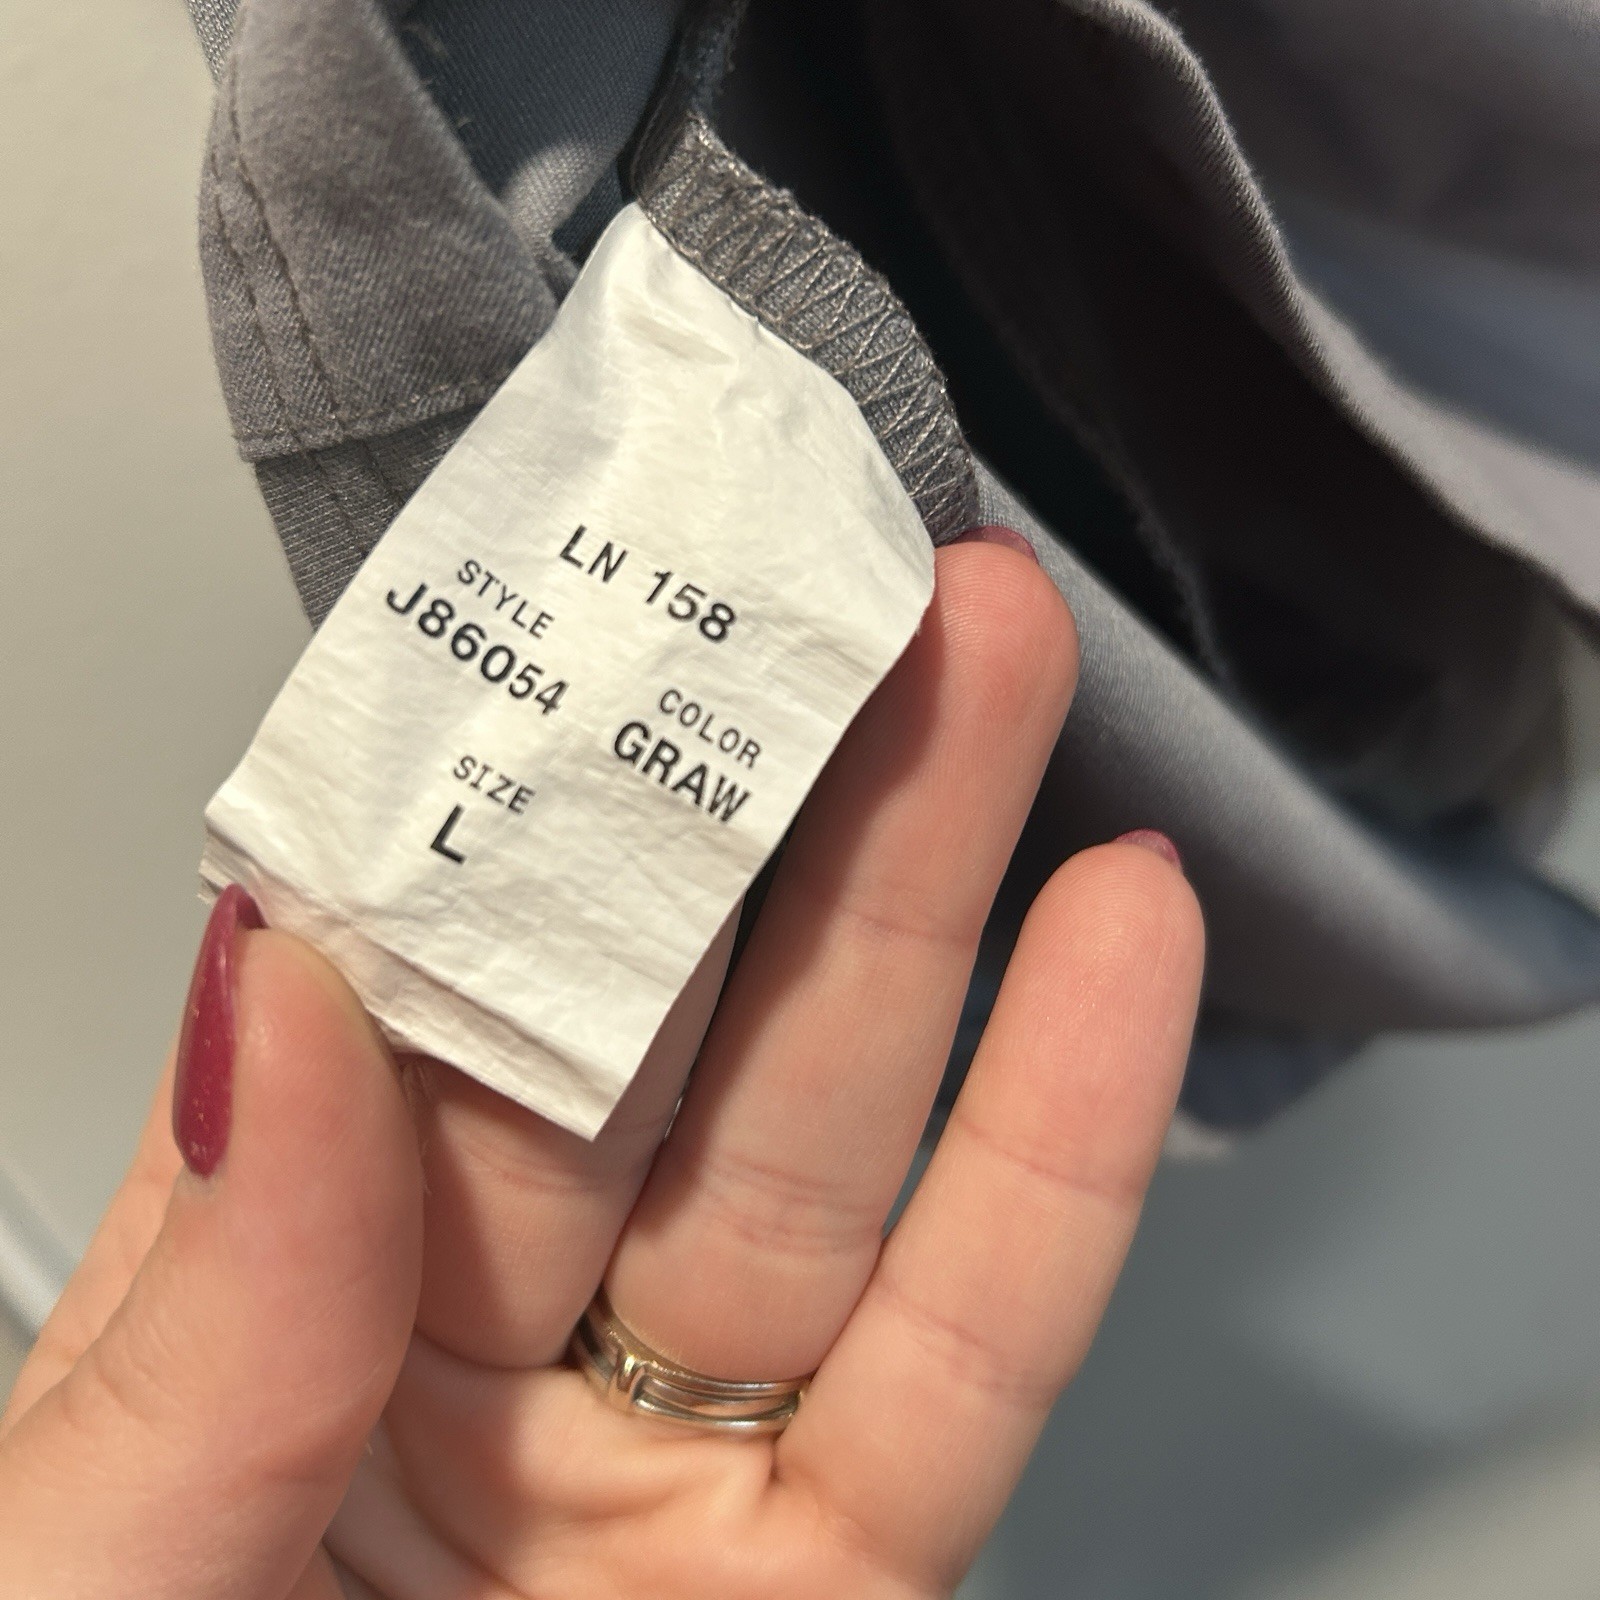 LN 158
STYLE
J86054
COLOR
GRAW
SIZE
L